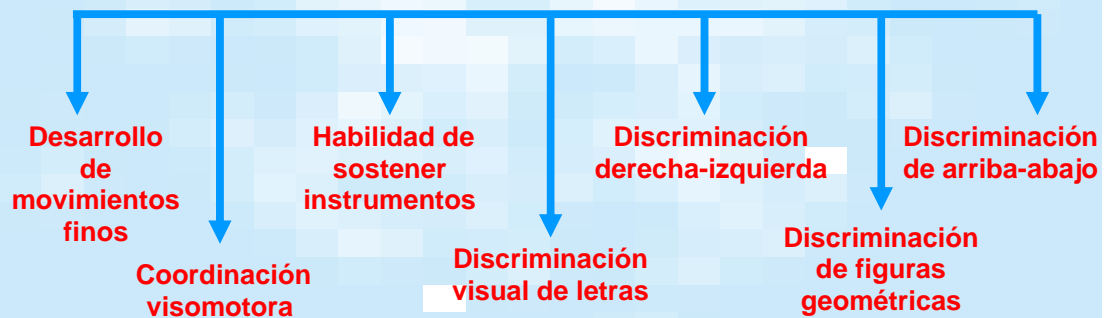 Desarrollo
de
movimientos
finos
Coordinación
visomotora
Habilidad de
sostener
instrumentos
Discriminación
visual de letras
Discriminación
derecha-izquierda
Discriminación
de figuras
geométricas
Discriminación
de arriba-abajo